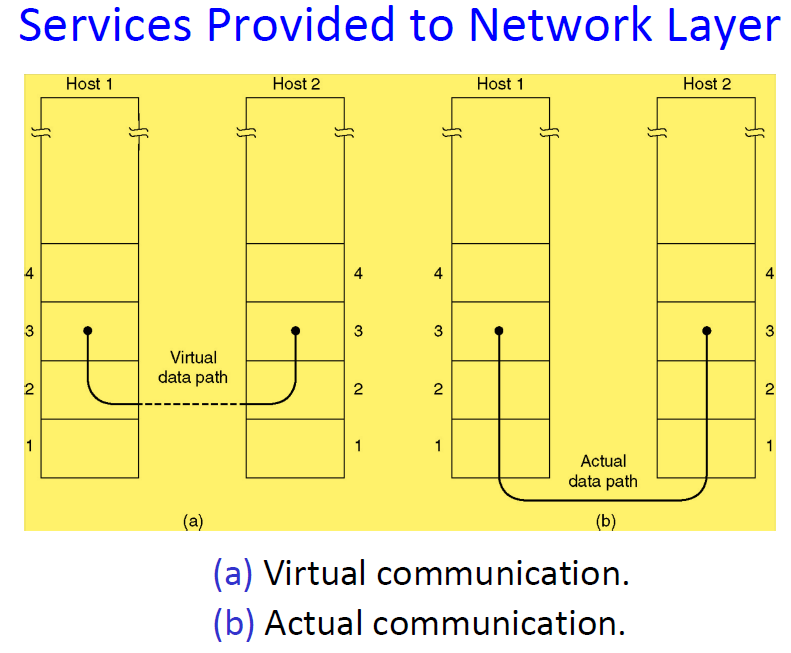 Services Provided to Network Layer
Host 1
Host 2
Host 1
Host 2
4
4
4
4
3
3
3
3
Virtual
data path
2
2
2
2
1
1
1
1
Actual
data path
(a)
(b)
(a) Virtual communication.
(b) Actual communication.